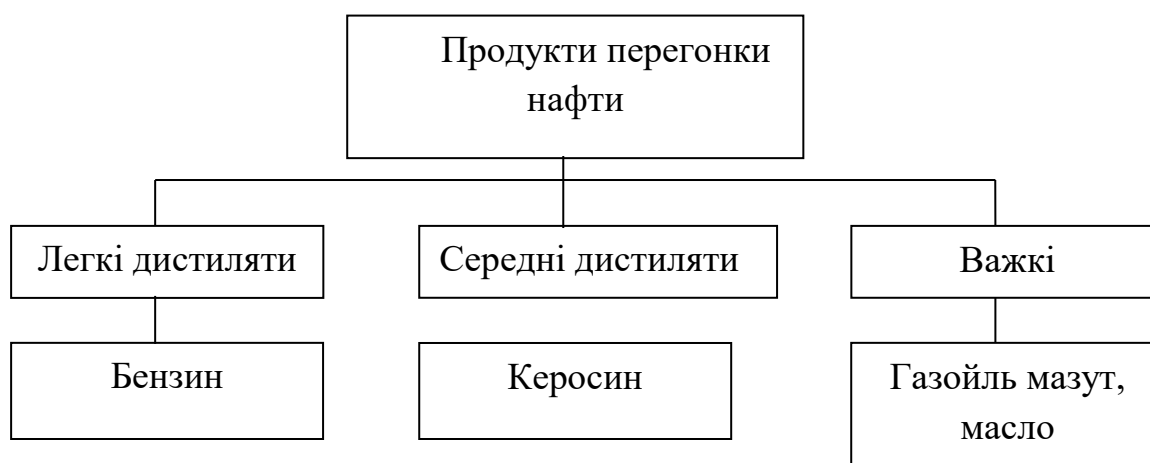 Продукти перегонки
нафти
Легкі дистиляти
Середні дистиляти
Важкі
Бензин
Керосин
Газойль мазут,
масло